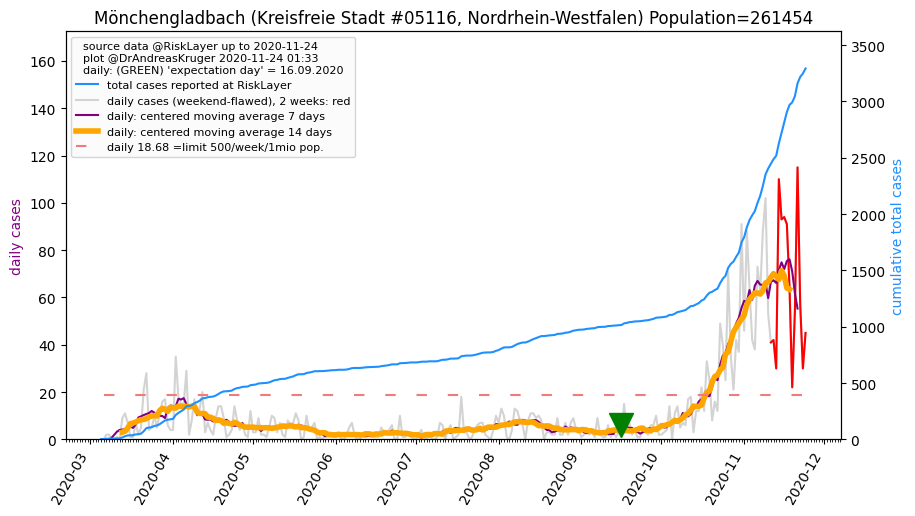 Mönchengladbach (Kreisfreie Stadt #05116, Nordrhein-Westfalen) Population=261454
source data @RiskLayer up to 2020-11-24
plot @DrAndreasKruger 2020-11-24 01:33
daily: (GREEN) 'expectation day' = 16.09.2020
total cases reported at RiskLayer
daily cases (weekend-flawed), 2 weeks: red
daily: centered moving average 7 days
daily: centered moving average 14 days
daily 18.68 =limit 500/week/1mio pop.
daily cases
160
140
120
100
80
60
40
20
0
cumulative total cases
3500
3000
2500
2000
1500
1000
500
0
2020-03
2020-04
2020-05
2020-06
2020-07
2020-08
2020-09
2020-10
2020-11
2020-12